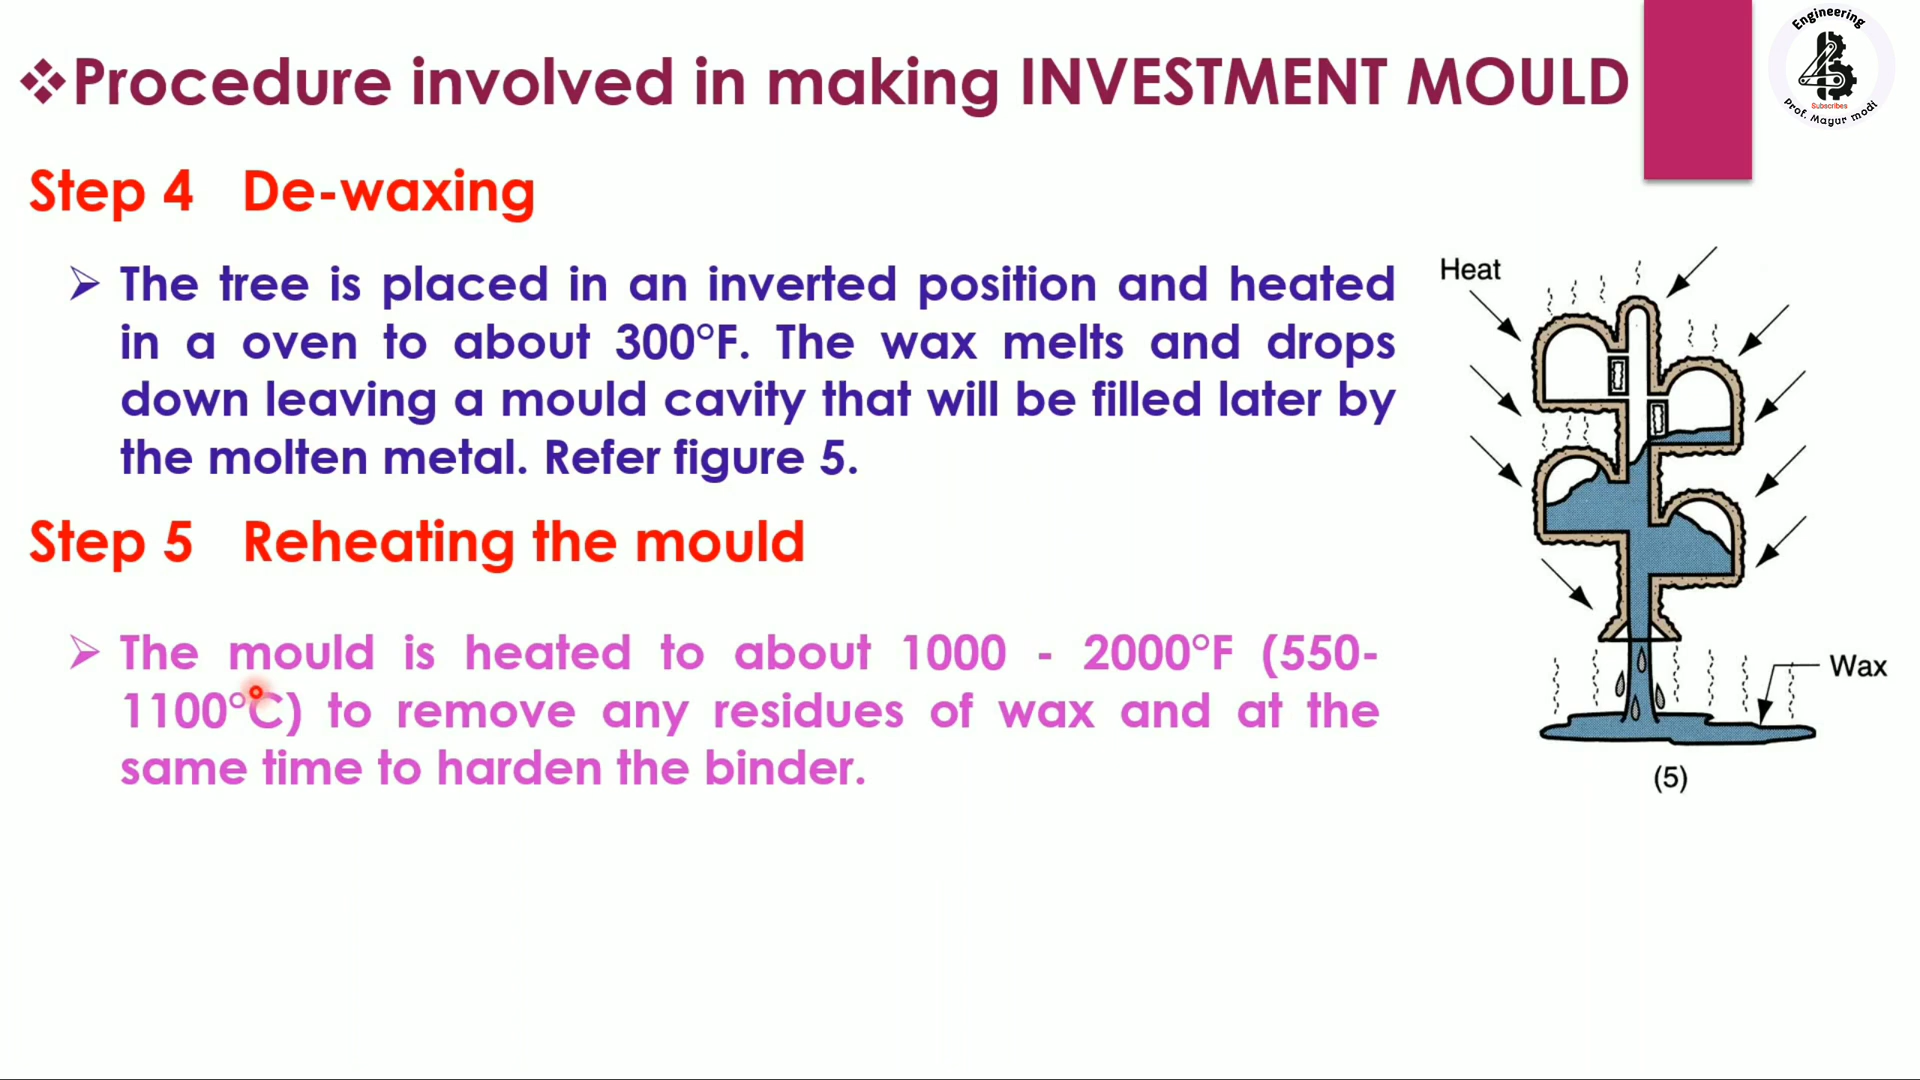 ❖Procedure involved in making INVESTMENT MOULD
Engineering
Subscribes
Prof. Mayur modi
Step 4 De-waxing
➢ The tree is placed in an inverted position and heated
in a oven to about 300°F. The wax melts and drops
down leaving a mould cavity that will be filled later by
the molten metal. Refer figure 5.
Step 5 Reheating the mould
➢ The mould is heated to about 1000 - 2000°F (550-
1100°C) to remove any residues of wax and at the
same time to harden the binder.
Heat
Wax
(5)